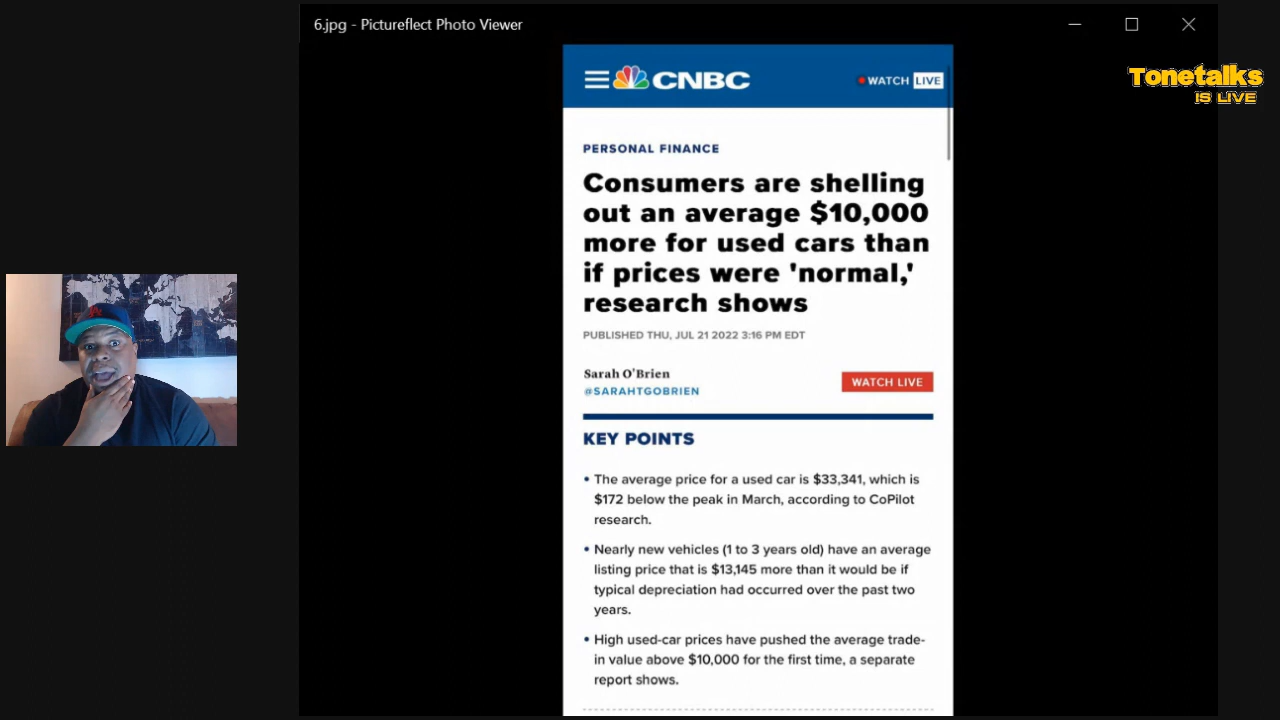 6.jpg - Pictureflect Photo Viewer
Tonetalks
IS LIVE
CNBC
WATCH LIVE
PERSONAL FINANCE
Consumers are shelling
out an average $10,000
more for used cars than
if prices were 'normal,'
research shows
PUBLISHED THU, JUL 21 2022 3:16 PM EDT
Sarah O'Brien
@SARAHTGOBRIEN
WATCH LIVE
KEY POINTS
• The average price for a used car is $33,341, which is
$172 below the peak in March, according to CoPilot
research.
• Nearly new vehicles (1 to 3 years old) have an average
listing price that is $13,145 more than it would be if
typical depreciation had occurred over the past two
years.
• High used-car prices have pushed the average trade-
in value above $10,000 for the first time, a separate
report shows.